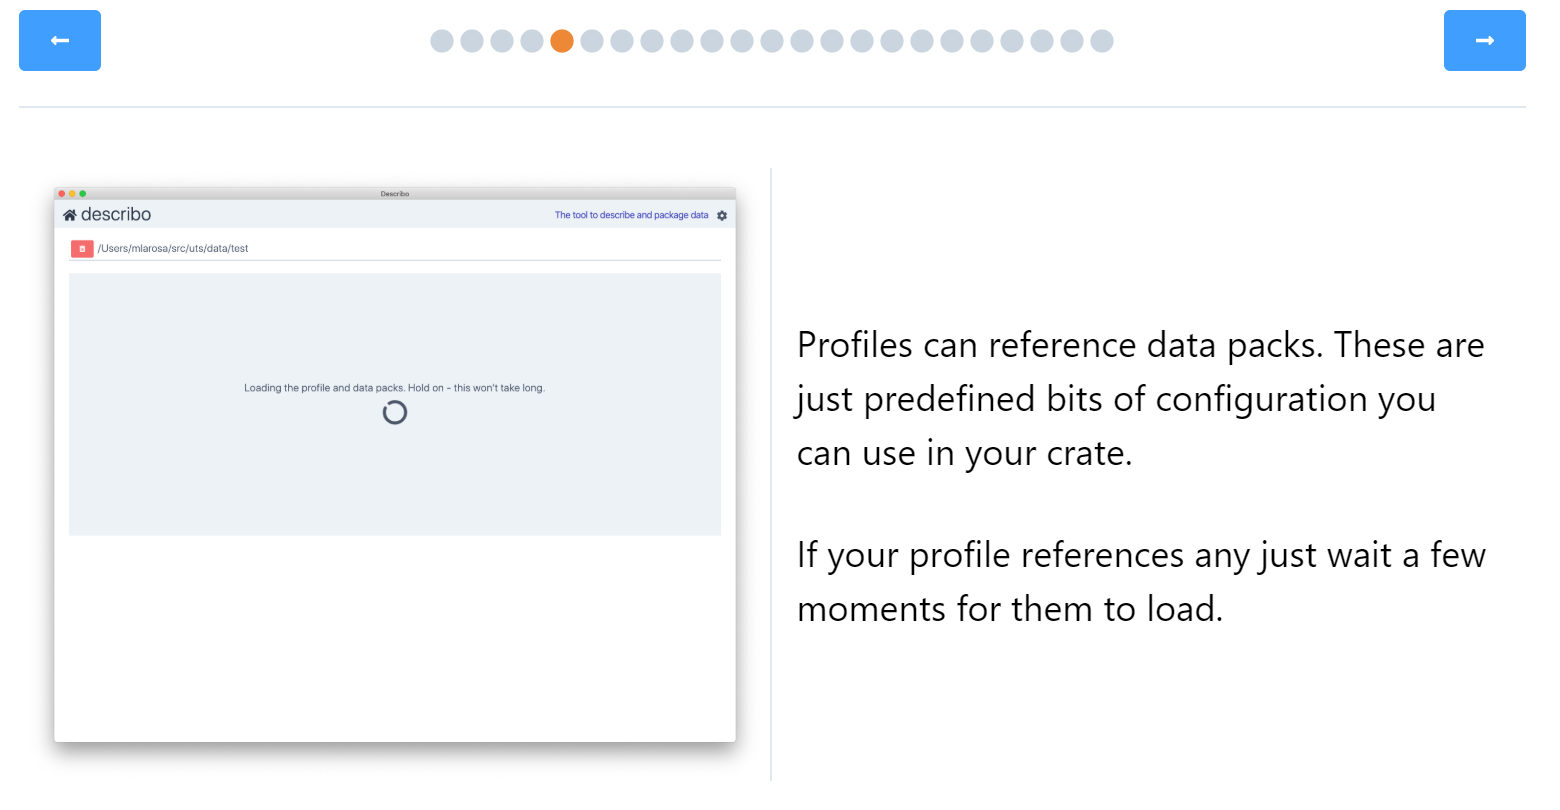 Describo
describo
The tool to describe and package data
/Users/mlarosa/src/uts/data/test
Loading the profile and data packs. Hold on - this won't take long.
Profiles can reference data packs. These are
just predefined bits of configuration you
can use in your crate.
If your profile references any just wait a few
moments for them to load.